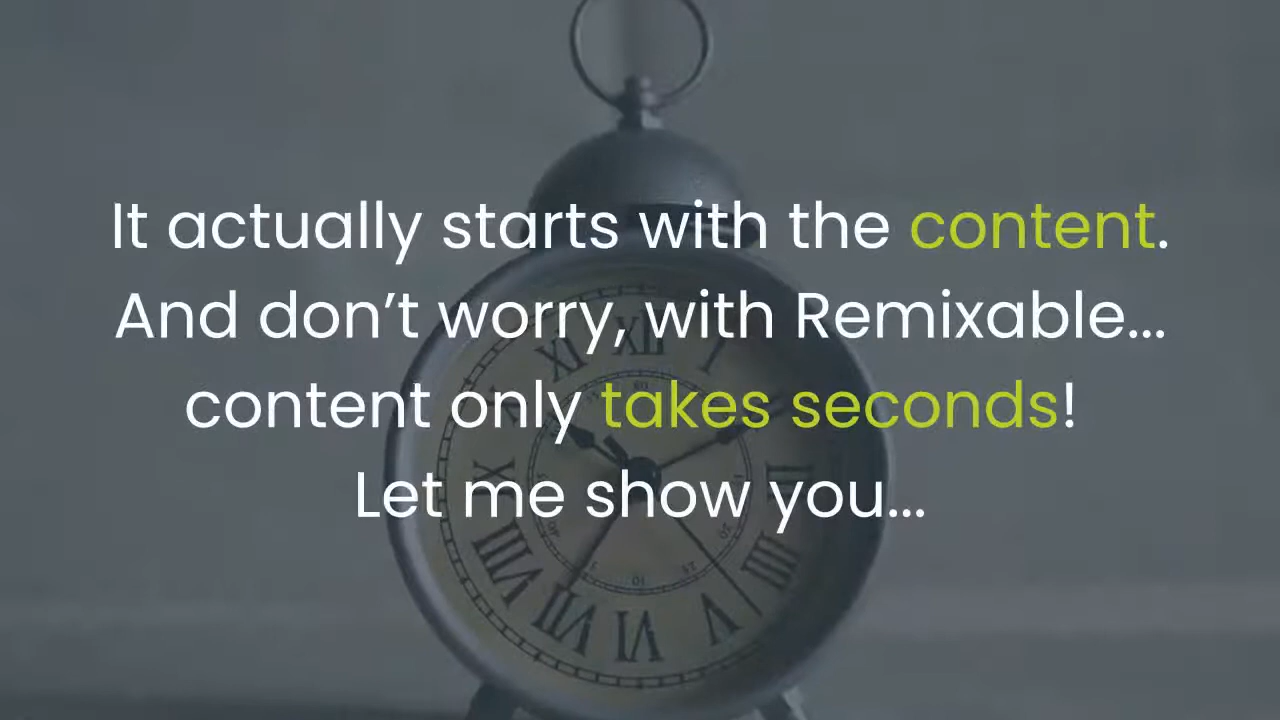 It actually starts with the content.
And don’t worry, with Remixable...
content only takes seconds!
Let me show you...